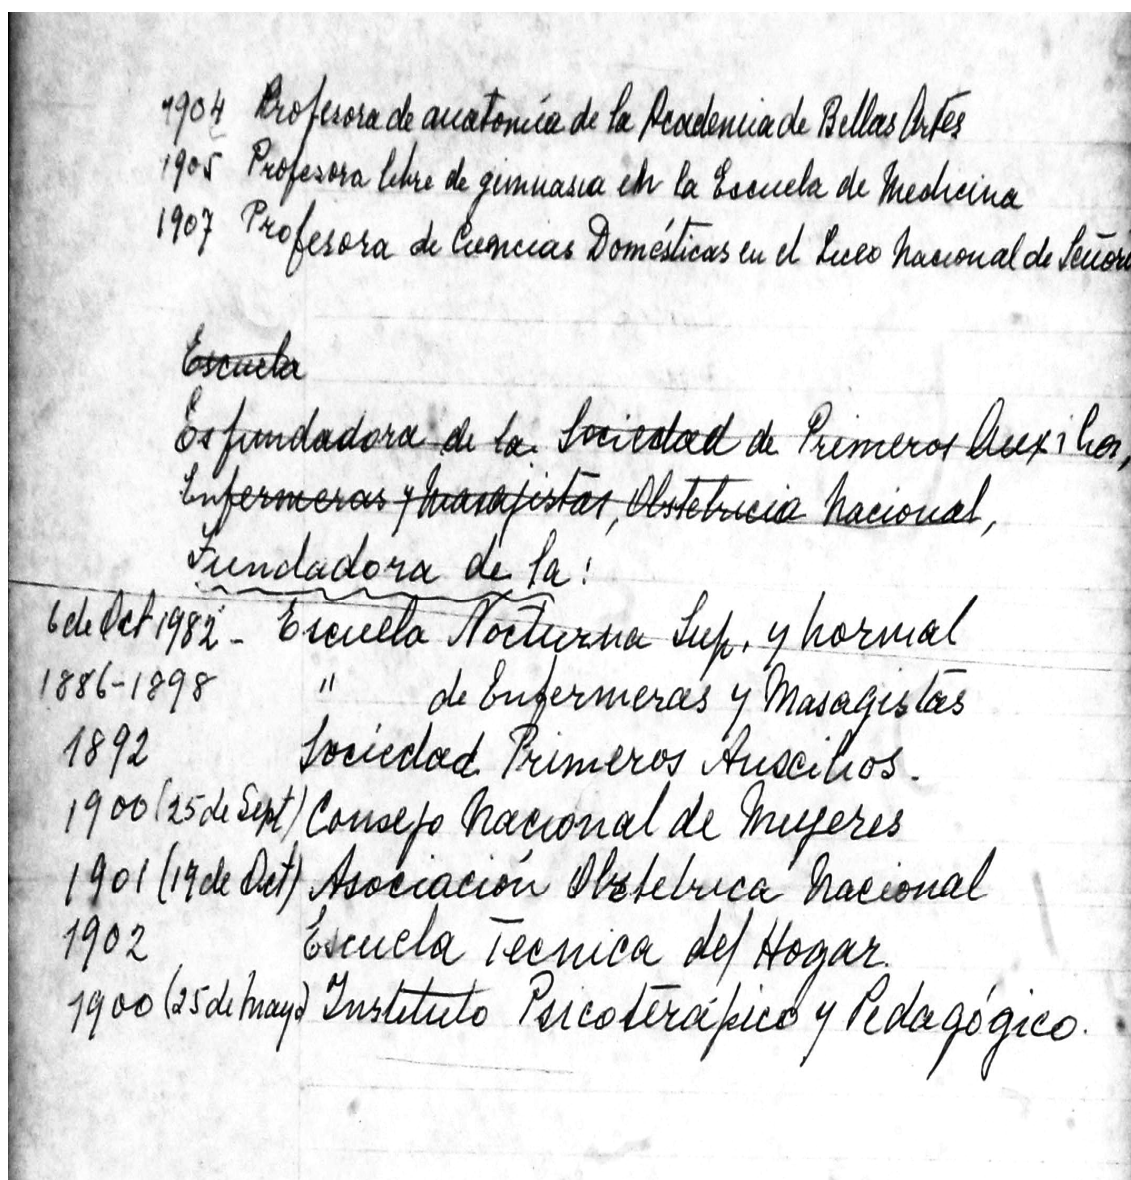 1904 Profesora de anatomía de la Academia de Bellas Artes
1905 Profesora libre de gimnasia en la Escuela de Medicina
1907 Profesora de Ciencias Domésticas en el Liceo Nacional de Señori
Escuela
Es fundadora de la Sociedad de Primeros Auxilios,
Enfermeras y Masajistas, Obstetricia Nacional,
Fundadora de la:
6 de Oct 1982 - Escuela Nocturna Sup. y Normal
1886-1898 " de Enfermeras y Masagistas
1892 Sociedad Primeros Auxcilios.
1900 (25 de Sept) Consejo Nacional de Mujeres
1901 (19 de Oct) Asociación Obstetrica Nacional
1902 Escuela Tecnica del Hogar.
1900 (25 de Mayo) Instituto Psicoterápico y Pedagógico.